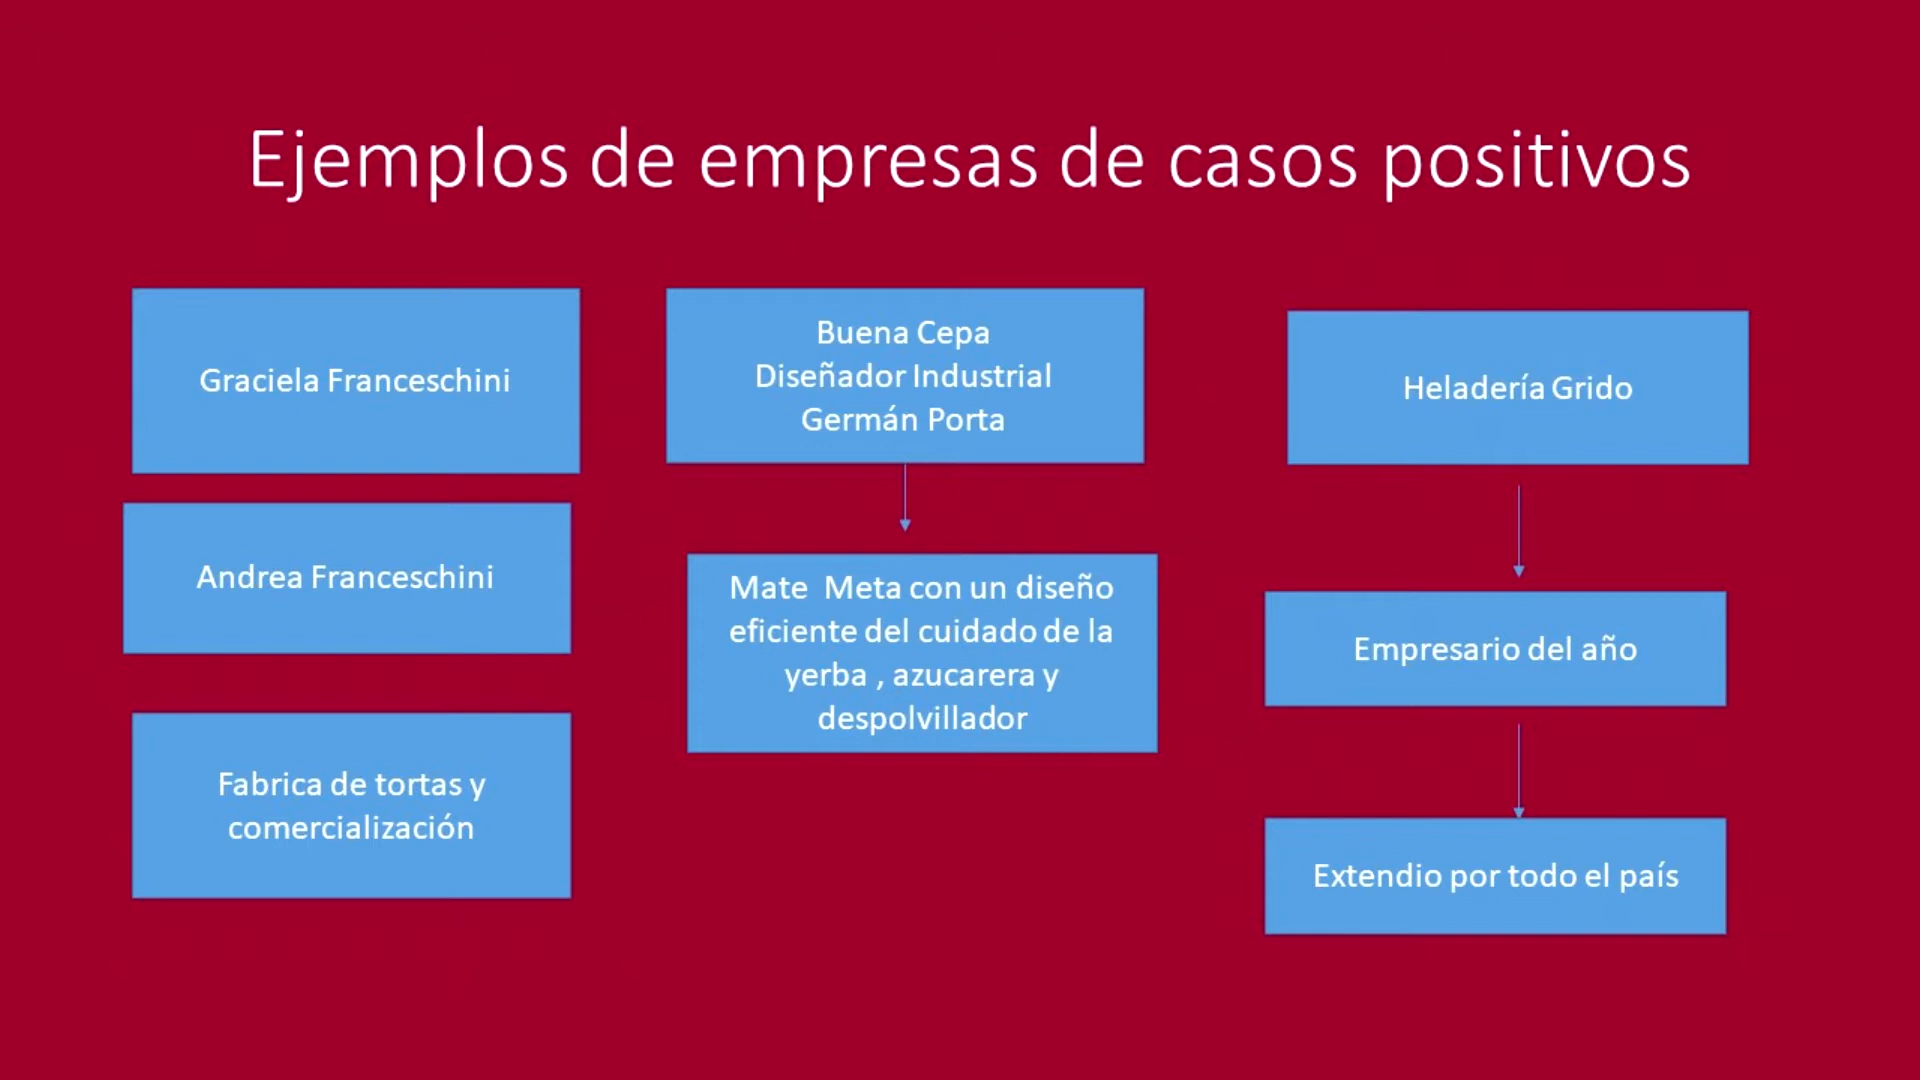 Ejemplos de empresas de casos positivos
Graciela Franceschini
Andrea Franceschini
Fabrica de tortas y
comercialización
Buena Cepa
Diseñador Industrial
Germán Porta
Mate  Meta con un diseño
eficiente del cuidado de la
yerba , azucarera y
despolvillador
Heladería Grido
Empresario del año
Extendio por todo el país